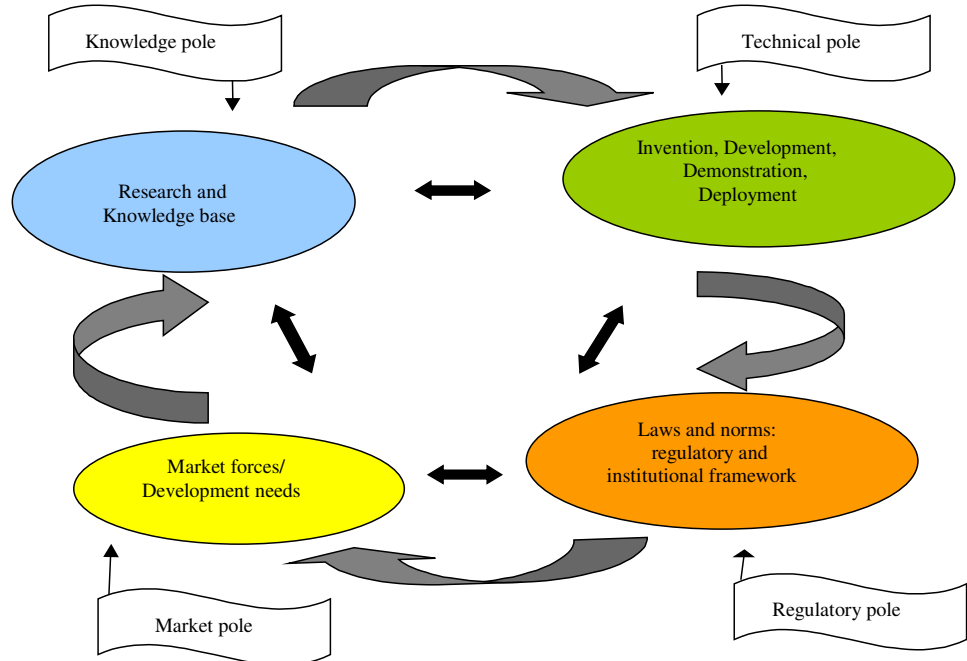 Knowledge pole
Technical pole
Research and
Knowledge base
Invention, Development,
Demonstration,
Deployment
Market forces/
Development needs
Laws and norms:
regulatory and
institutional framework
Market pole
Regulatory pole